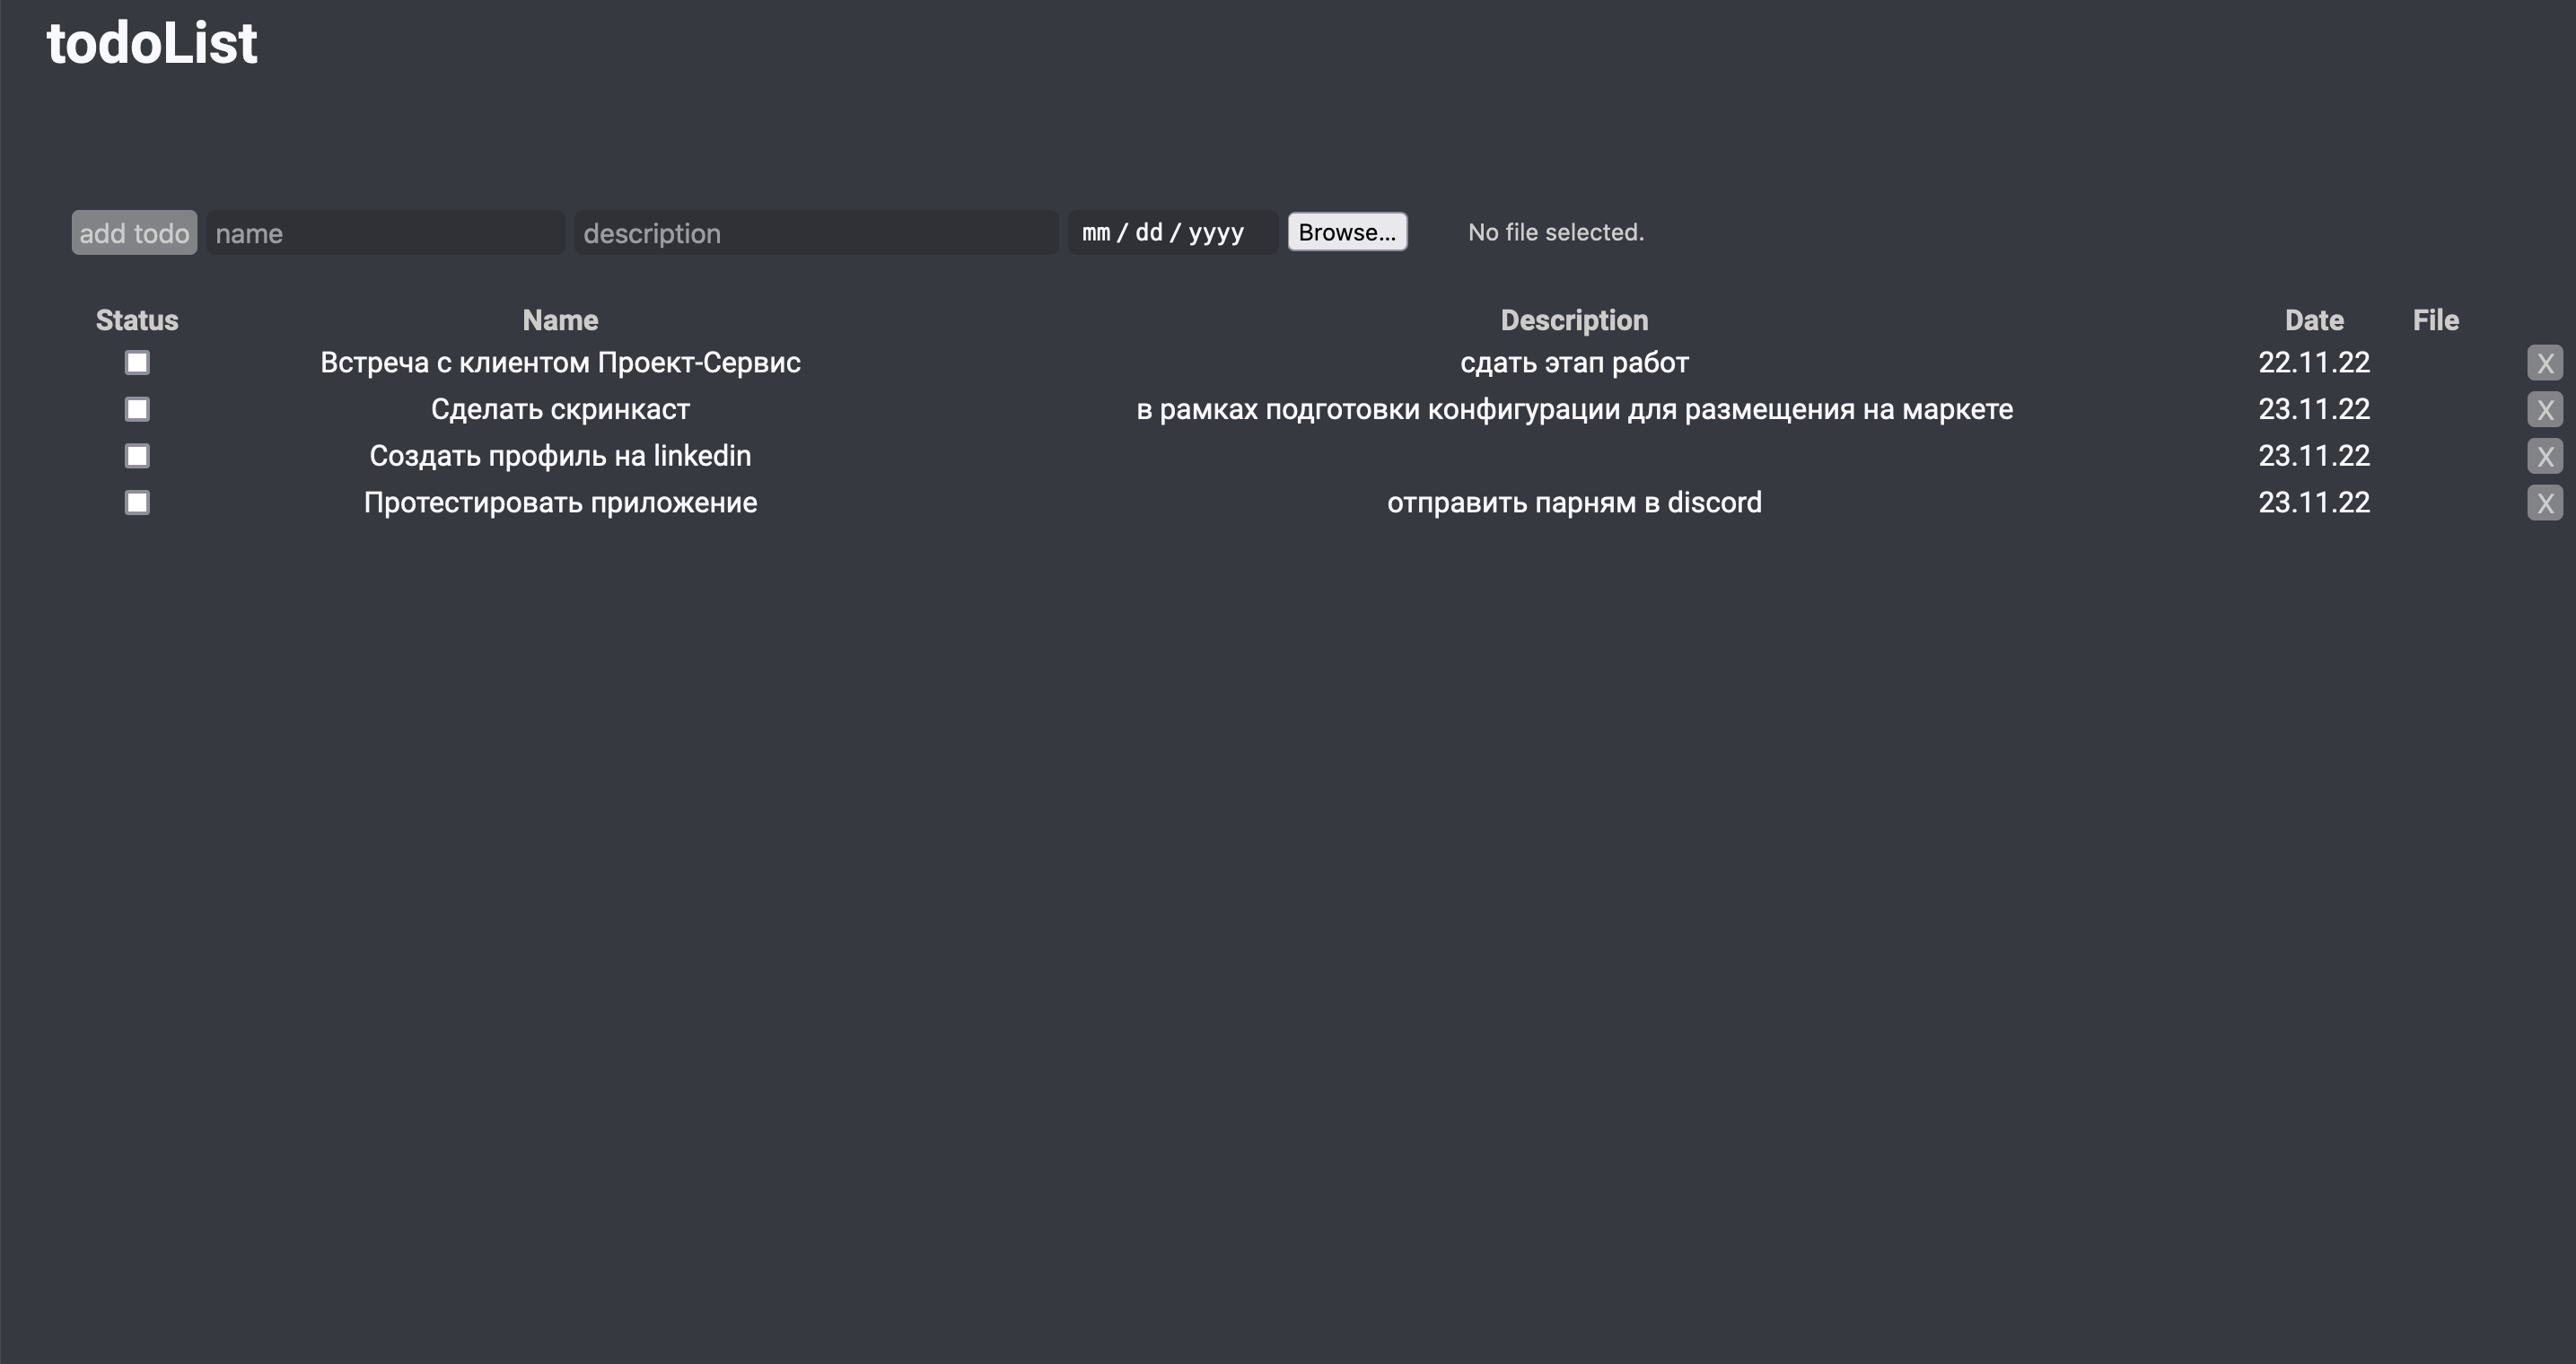 todoList
add todo name description mm / dd / yyyy Browse... No file selected.
Status Name Description Date File
Встреча с клиентом Проект-Сервис сдать этап работ 22.11.22 X
Сделать скринкаст в рамках подготовки конфигурации для размещения на маркете 23.11.22 X
Создать профиль на linkedin 23.11.22 X
Протестировать приложение отправить парням в discord 23.11.22 X